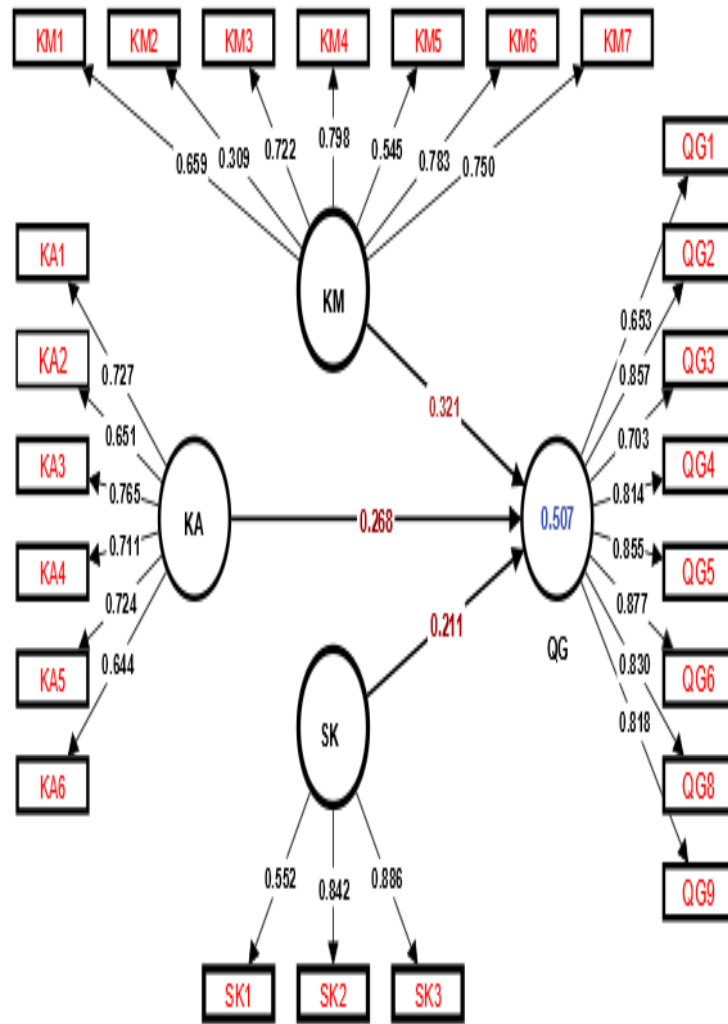 KM1 KM2 KM3 KM4 KM5 KM6 KM7
0.659 0.309 0.722 0.798 0.545 0.783 0.750
KM
KA1
KA2
KA3
KA4
KA5
KA6
0.727
0.651
0.765
0.711
0.724
0.644
KA
0.321
0.268
0.211
0.507
QG
SK
0.552 0.842 0.886
SK1 SK2 SK3
0.653
0.857
0.703
0.814
0.855
0.877
0.830
0.818
QG1
QG2
QG3
QG4
QG5
QG6
QG8
QG9